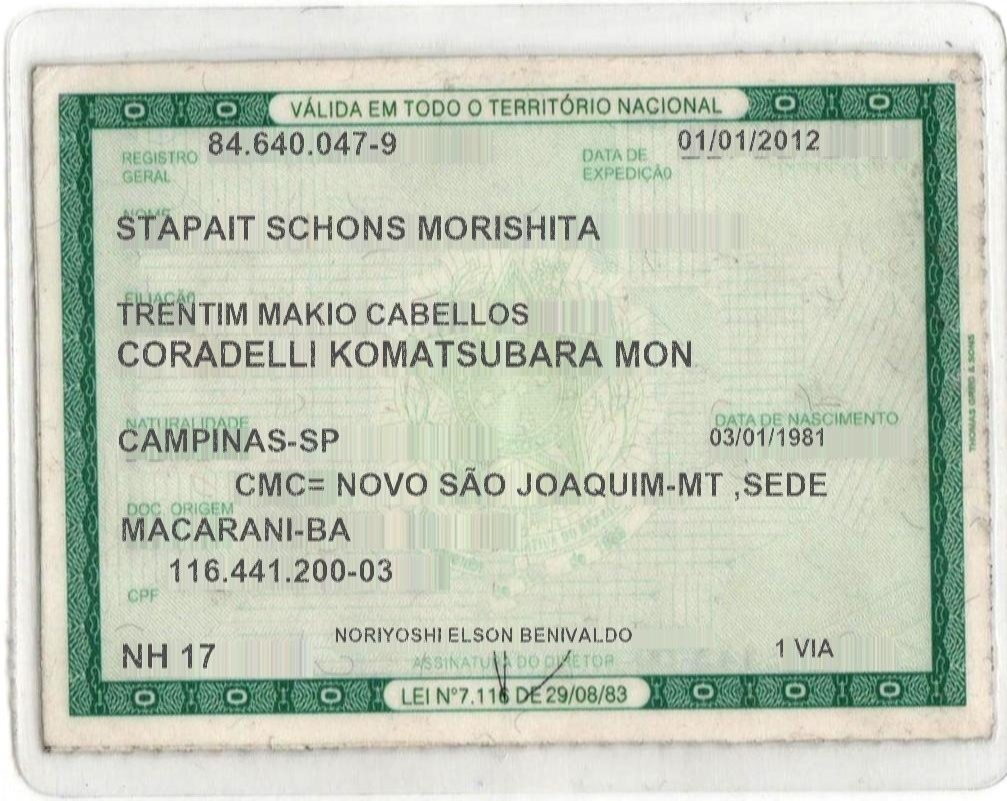 VÁLIDA EM TODO O TERRITÓRIO NACIONAL
REGISTRO GERAL 84.640.047-9 DATA DE EXPEDIÇÃO 01/01/2012
NOME
STAPAIT SCHONS MORISHITA
FILIAÇÃO
TRENTIM MAKIO CABELLOS
CORADELLI KOMATSUBARA MON
NATURALIDADE DATA DE NASCIMENTO
CAMPINAS-SP 03/01/1981
CMC= NOVO SÃO JOAQUIM-MT ,SEDE
DOC. ORIGEM
MACARANI-BA
116.441.200-03
CPF
NORIYOSHI ELSON BENIVALDO
NH 17 1 VIA
ASSINATURA DO DIRETOR
LEI Nº7.116 DE 29/08/83